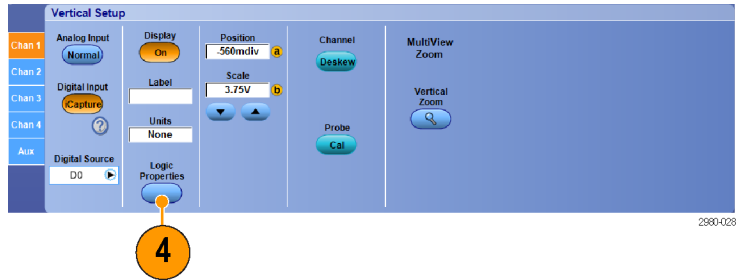 Vertical Setup
Chan 1
Chan 2
Chan 3
Chan 4
Aux
Analog Input
Normal
Digital Input
iCapture
?
Digital Source
D0
Display
On
Label
Units
None
Logic
Properties
Position
-560mdiv
a
Scale
3.75V
b
Channel
Deskew
Probe
Cal
MultiView
Zoom
Vertical
Zoom
4
2980-028